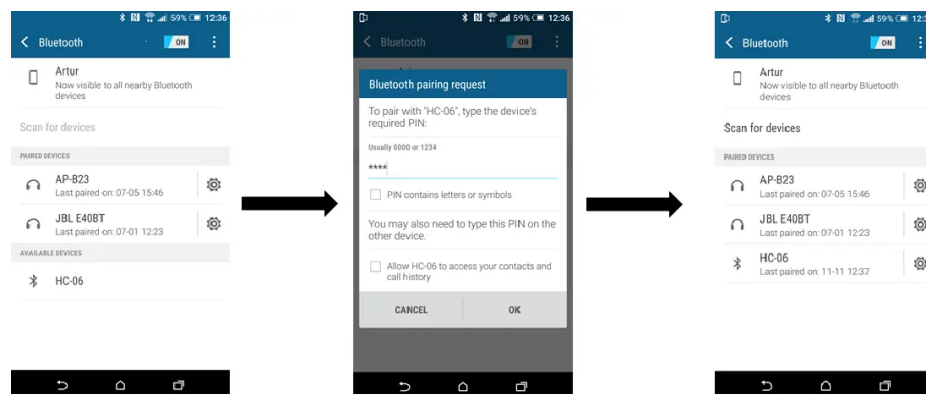 59% 12:36
Bluetooth ON
Artur
Now visible to all nearby Bluetooth
devices
Scan for devices
PAIRED DEVICES
AP-B23
Last paired on: 07-05 15:46
JBL E40BT
Last paired on: 07-01 12:23
AVAILABLE DEVICES
HC-06
59% 12:36
Bluetooth ON
Bluetooth pairing request
To pair with "HC-06", type the device's
required PIN:
Usually 0000 or 1234
****
PIN contains letters or symbols
You may also need to type this PIN on the
other device.
Allow HC-06 to access your contacts and
call history
CANCEL OK
59%
Bluetooth ON
Artur
Now visible to all nearby Bluetooth
devices
Scan for devices
PAIRED DEVICES
AP-B23
Last paired on: 07-05 15:46
JBL E40BT
Last paired on: 07-01 12:23
HC-06
Last paired on: 11-11 12:37